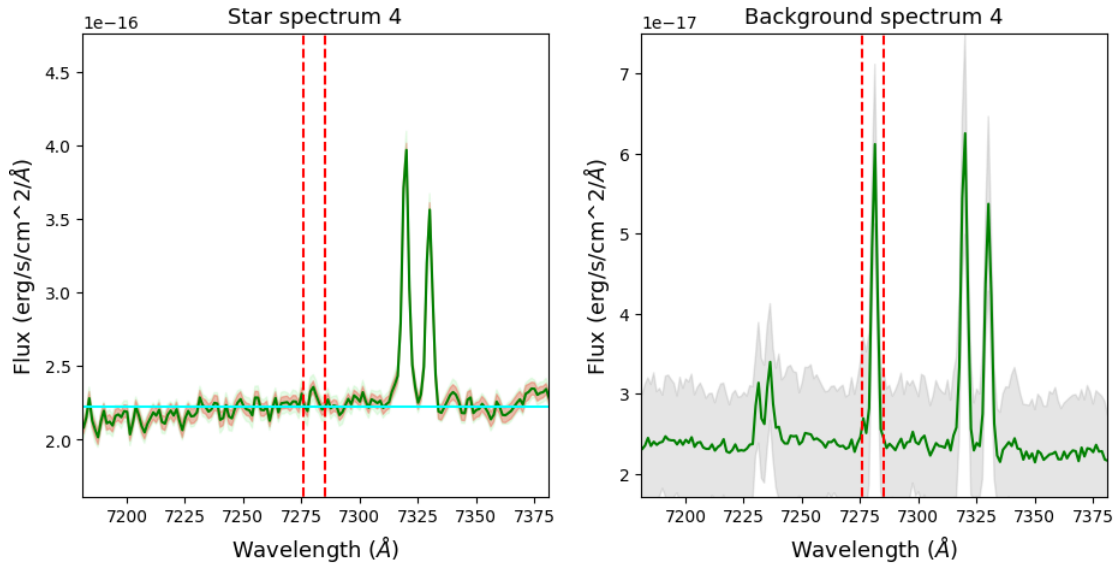 Star spectrum 4
1e−16
4.5
4.0
3.5
3.0
2.5
2.0
Flux (erg/s/cm^2/Å)
7200 7225 7250 7275 7300 7325 7350 7375
Wavelength (Å)
Background spectrum 4
1e−17
7
6
5
4
3
2
Flux (erg/s/cm^2/Å)
7200 7225 7250 7275 7300 7325 7350 7375
Wavelength (Å)